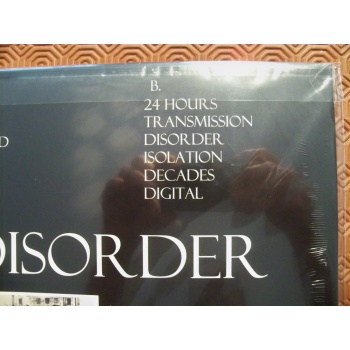 B.
24 HOURS
TRANSMISSION
DISORDER
D
ISOLATION
DECADES
DIGITAL
DISORDER